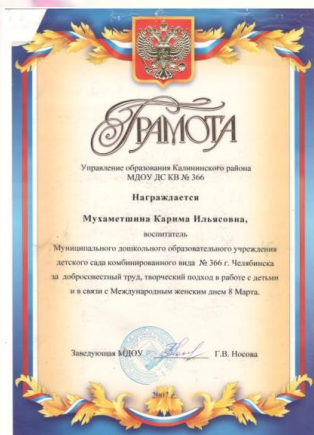 ГРАМОТА
Управление образования Калининского района
МДОУ ДС КВ № 366
Награждается
Мухаметшина Карима Ильясовна,
воспитатель
Муниципального дошкольного образовательного учреждения
детского сада комбинированного вида № 366 г. Челябинска
за добросовестный труд, творческий подход в работе с детьми
и в связи с Международным женским днем 8 Марта.
Заведующая МДОУ Г.В. Носова